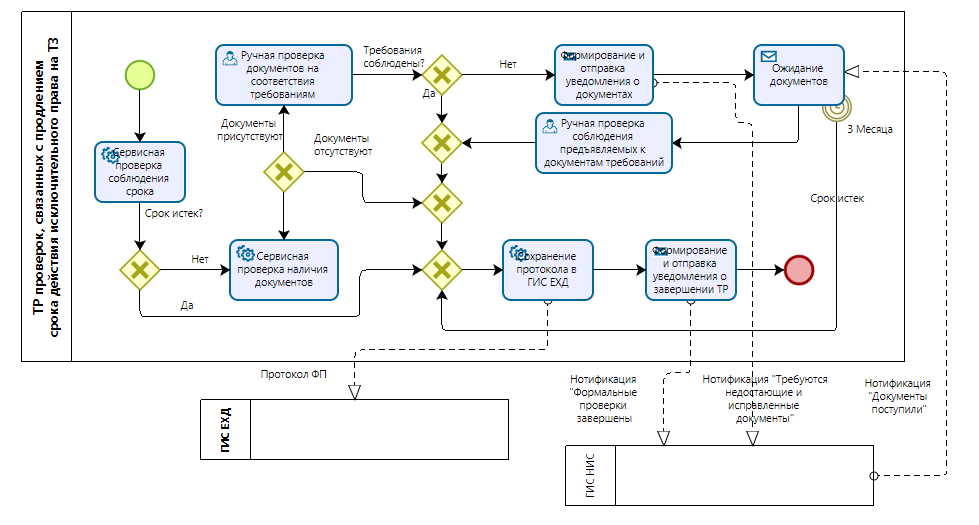 ТР проверок, связанных с продлением
срока действия исключительного права на ТЗ
Ручная проверка
документов на
соответствия
требованиям
Требования
соблюдены?
Нет
Формирование и
отправка
уведомления о
документах
Ожидание
документов
Да
3 Месяца
Документы
присутствуют
Документы
отсутствуют
Ручная проверка
соблюдения
предъявляемых к
документам требований
Сервисная
проверка
соблюдения
срока
Срок истек?
Срок истек
Нет
Сервисная
проверка наличия
документов
Да
Сохранение
протокола в
ГИС ЕХД
Формирование
и отправка
уведомления о
завершении ТР
Протокол ФП
Нотификация
"Формальные
проверки
завершены
Нотификация "Требуются
недостающие и
исправленные
документы"
Нотификация
"Документы
поступили"
ГИС ЕХД
ГИС НИС